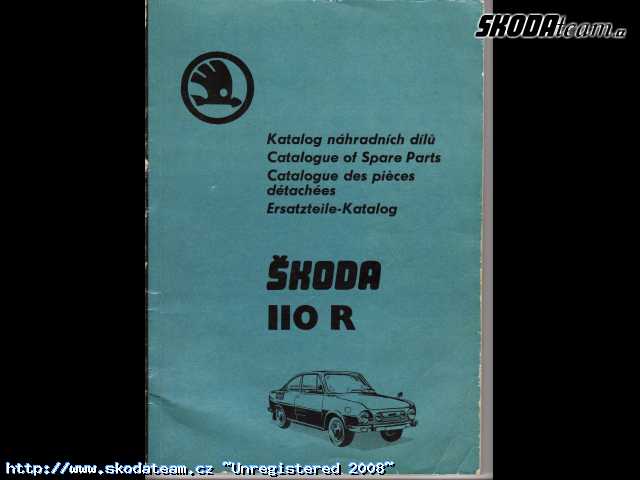 ŠKODAteam.cz
Katalog náhradních dílů
Catalogue of Spare Parts
Catalogue des pièces
détachées
Ersatzteile-Katalog
ŠKODA
110 R
http://www.skodateam.cz ~Unregistered 2008~